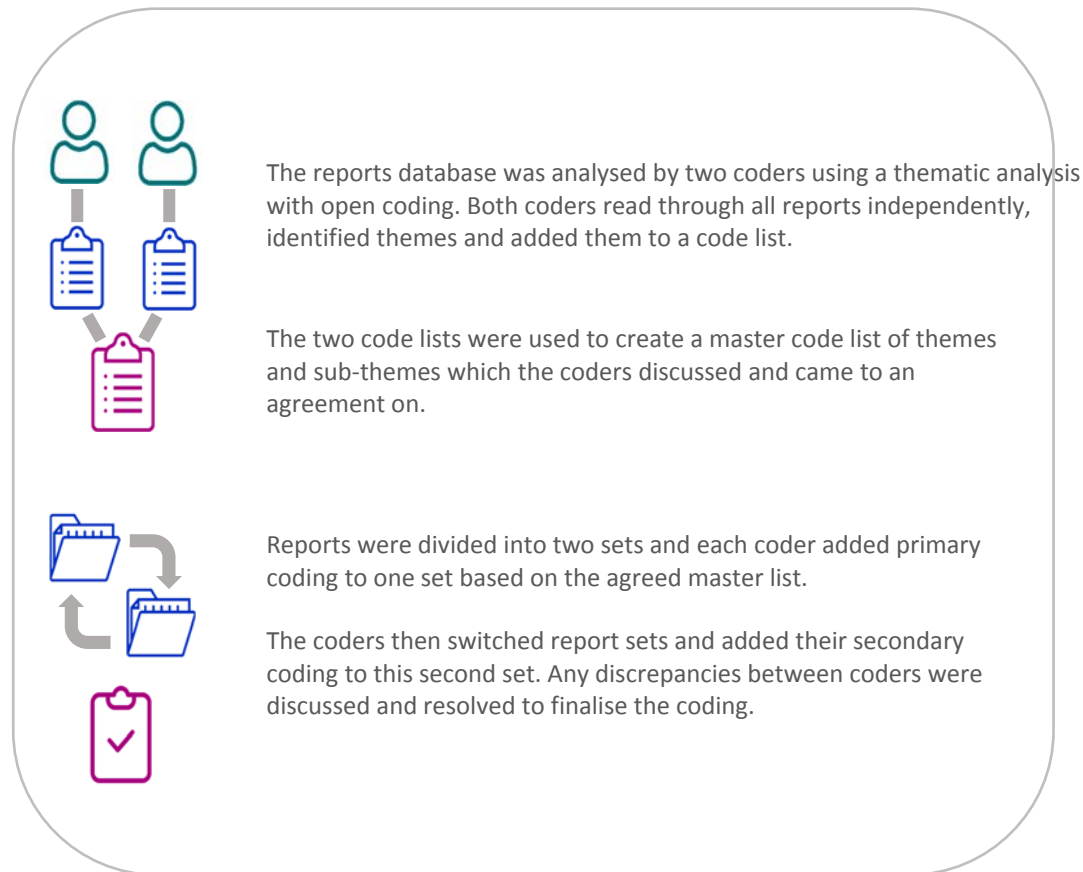 The reports database was analysed by two coders using a thematic analysis
with open coding. Both coders read through all reports independently,
identified themes and added them to a code list.
The two code lists were used to create a master code list of themes
and sub-themes which the coders discussed and came to an
agreement on.
Reports were divided into two sets and each coder added primary
coding to one set based on the agreed master list.
The coders then switched report sets and added their secondary
coding to this second set. Any discrepancies between coders were
discussed and resolved to finalise the coding.